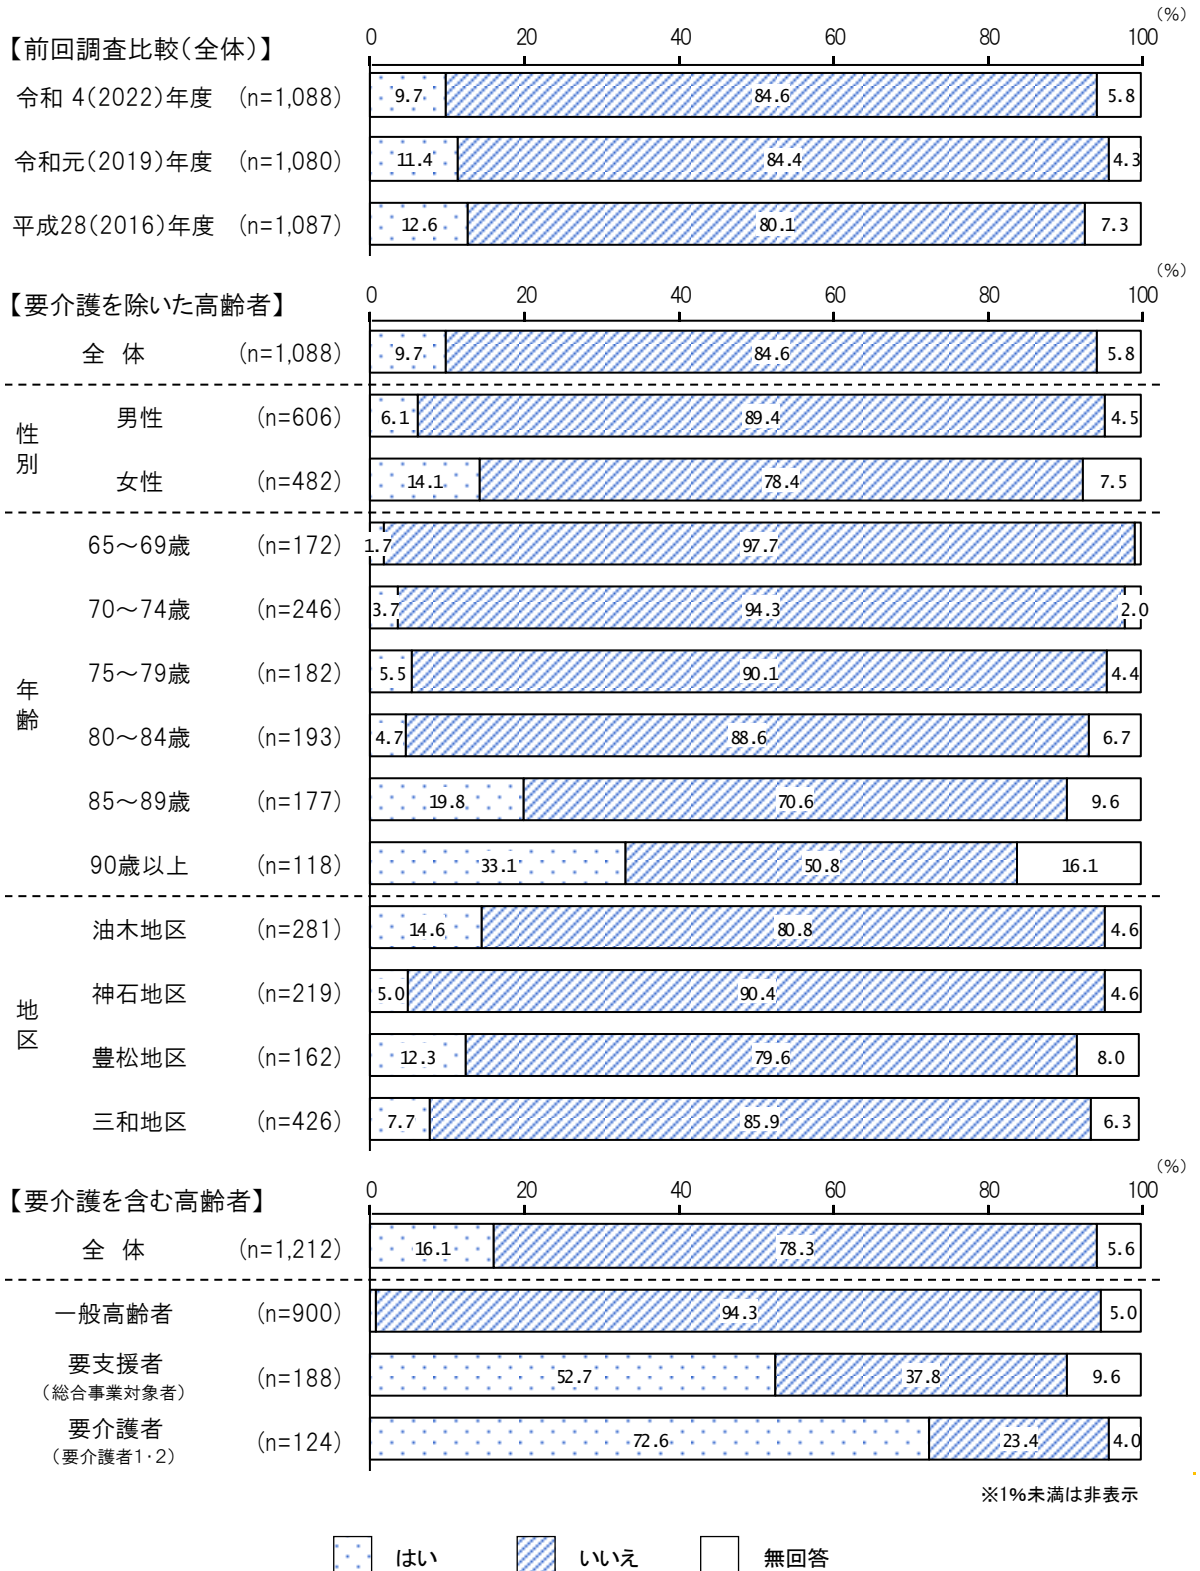 (%)
【前回調査比較(全体)】 0 20 40 60 80 100
令和 4(2022)年度 (n=1,088) 9.7 84.6 5.8
令和元(2019)年度 (n=1,080) 11.4 84.4 4.3
平成28(2016)年度 (n=1,087) 12.6 80.1 7.3
(%)
【要介護を除いた高齢者】 0 20 40 60 80 100
全 体 (n=1,088) 9.7 84.6 5.8
性別
男性 (n=606) 6.1 89.4 4.5
女性 (n=482) 14.1 78.4 7.5
年齢
65~69歳 (n=172) 1.7 97.7
70~74歳 (n=246) 3.7 94.3 2.0
75~79歳 (n=182) 5.5 90.1 4.4
80~84歳 (n=193) 4.7 88.6 6.7
85~89歳 (n=177) 19.8 70.6 9.6
90歳以上 (n=118) 33.1 50.8 16.1
地区
油木地区 (n=281) 14.6 80.8 4.6
神石地区 (n=219) 5.0 90.4 4.6
豊松地区 (n=162) 12.3 79.6 8.0
三和地区 (n=426) 7.7 85.9 6.3
(%)
【要介護を含む高齢者】 0 20 40 60 80 100
全 体 (n=1,212) 16.1 78.3 5.6
一般高齢者 (n=900) 94.3 5.0
要支援者
(総合事業対象者) (n=188) 52.7 37.8 9.6
要介護者
(要介護者1・2) (n=124) 72.6 23.4 4.0
※1%未満は非表示
はい いいえ 無回答